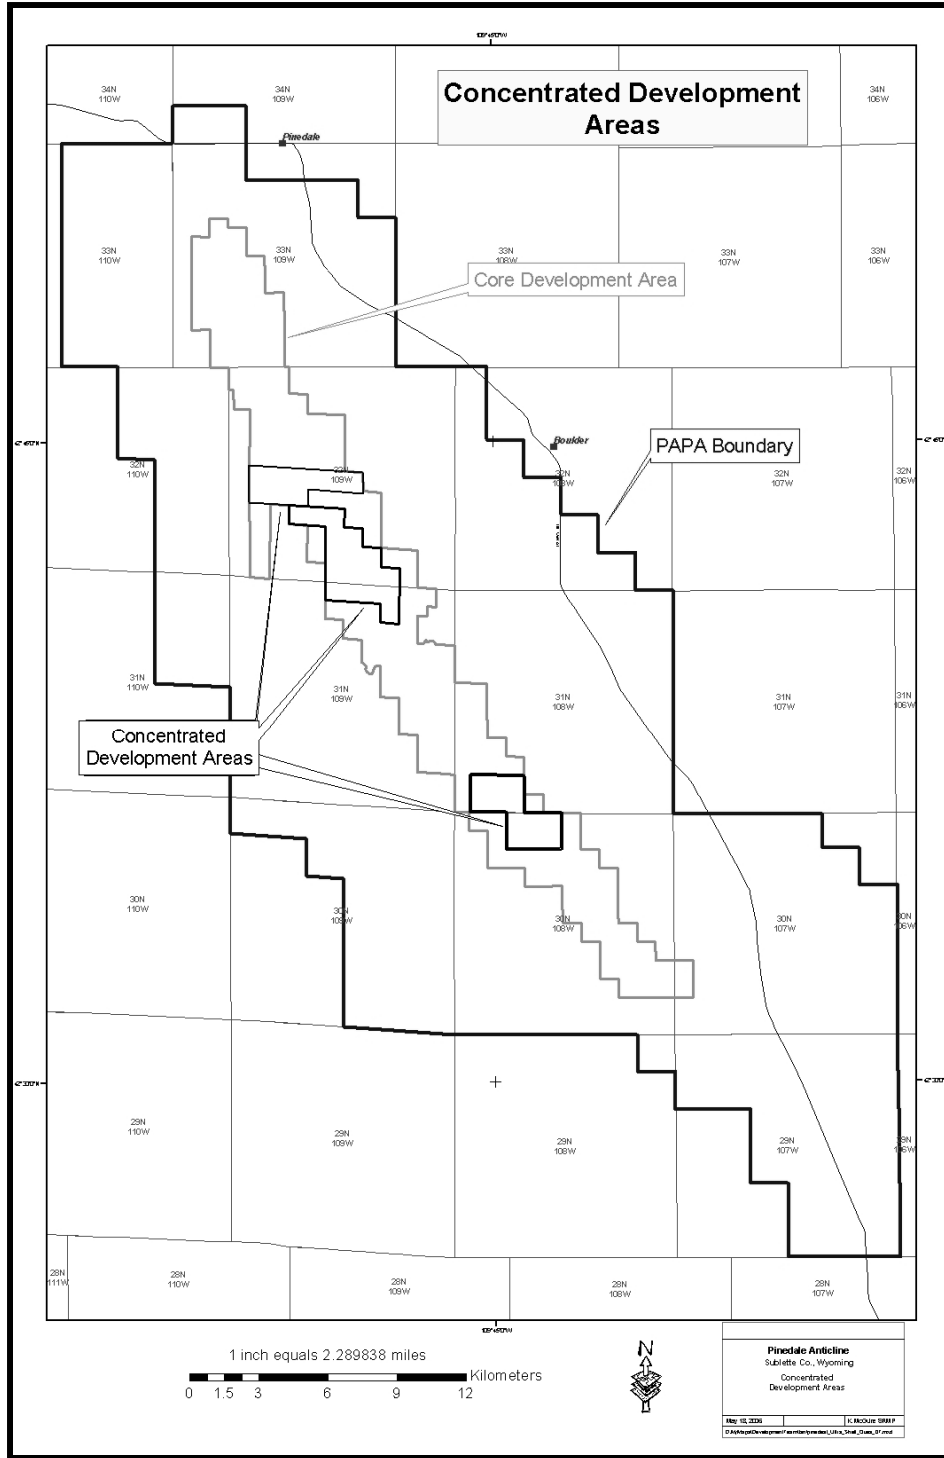 109°50'0"W
34N
110W
34N
109W
34N
106W
Concentrated Development
Areas
Pinedale
33N
110W
33N
109W
33N
108W
33N
107W
33N
106W
Core Development Area
Boulder
PAPA Boundary
32N
110W
32N
109W
32N
108W
32N
107W
32N
106W
31N
110W
31N
109W
31N
108W
31N
107W
31N
106W
Concentrated
Development Areas
30N
110W
30N
109W
30N
108W
30N
107W
30N
106W
29N
110W
29N
109W
29N
108W
29N
107W
29N
106W
28N
111W
28N
110W
28N
109W
28N
108W
28N
107W
1 inch equals 2.289838 miles
Kilometers
0 1.5 3 6 9 12
N
Pinedale Anticline
Sublette Co., Wyoming
Concentrated
Development Areas
May 18, 2006